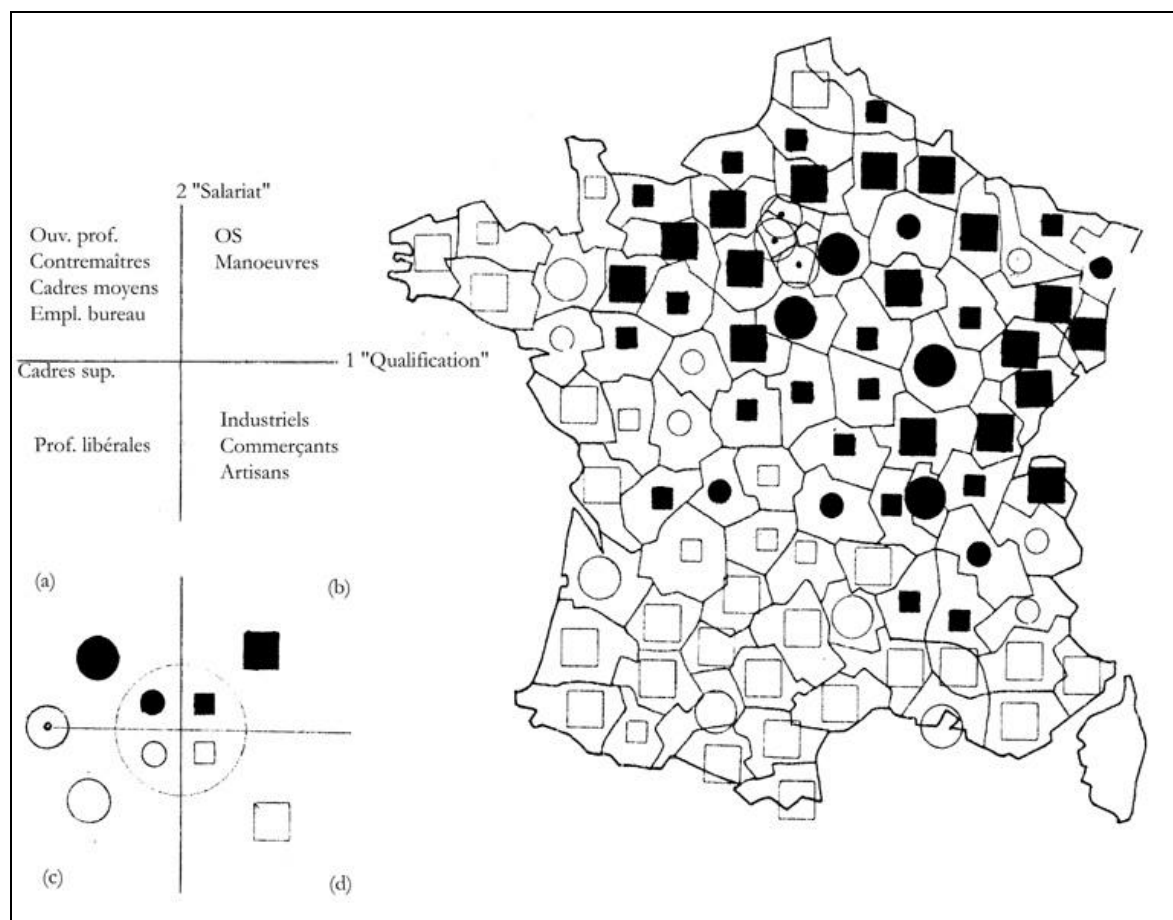 2 "Salariat"
Ouv. prof.
Contremaîtres
Cadres moyens
Empl. bureau
OS
Manoeuvres
1 "Qualification"
Cadres sup.
Prof. libérales
Industriels
Commerçants
Artisans
(a)
(b)
(c)
(d)